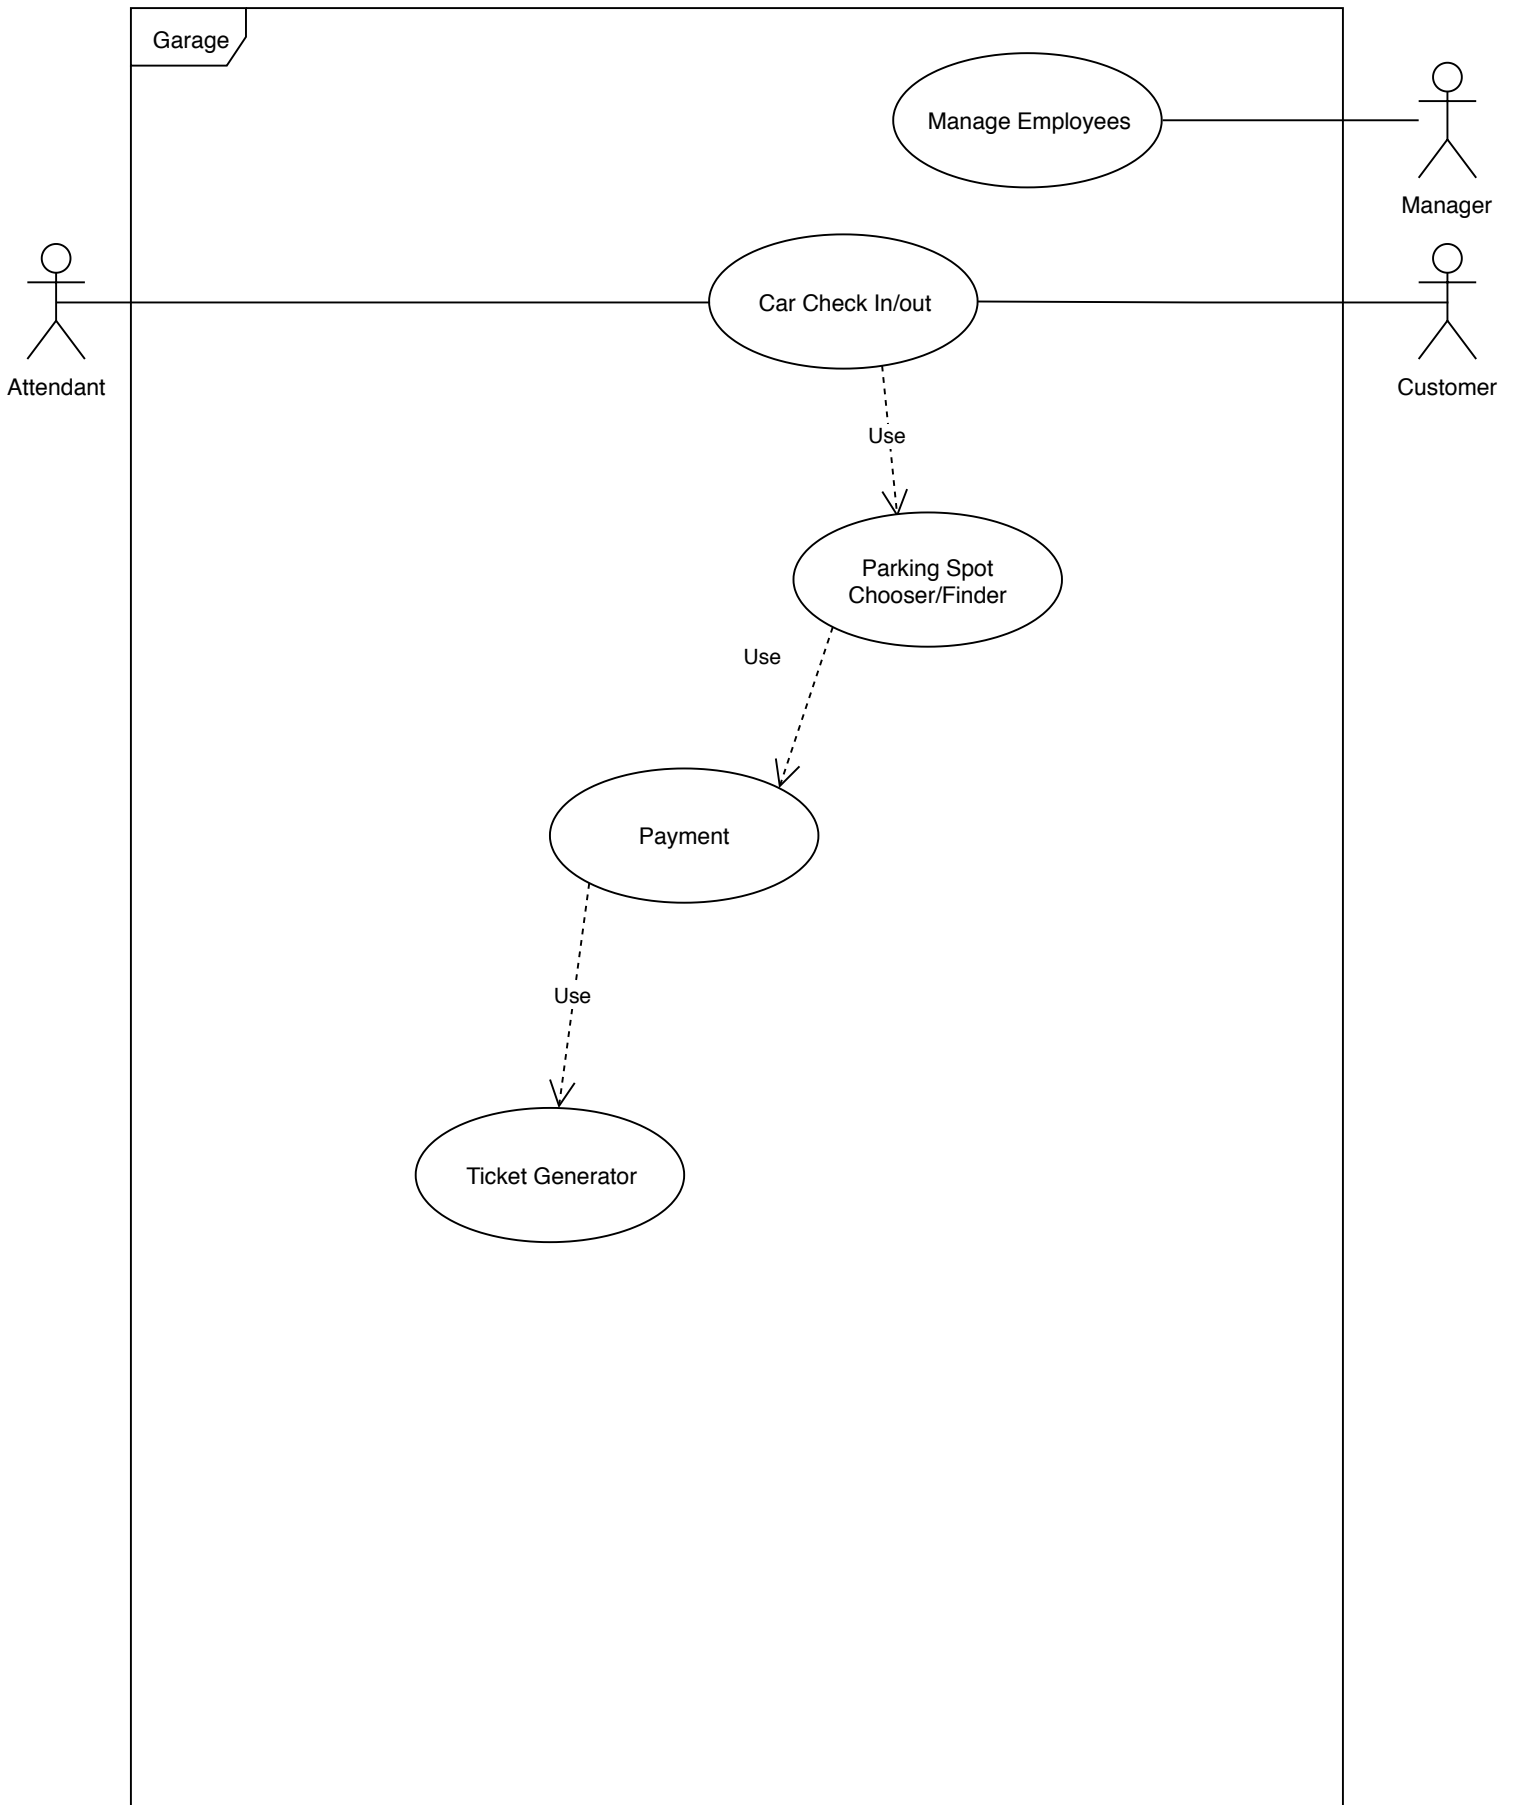 Garage
Manage Employees
Manager
Car Check In/out
Attendant
Customer
Use
Parking Spot
Chooser/Finder
Use
Payment
Use
Ticket Generator